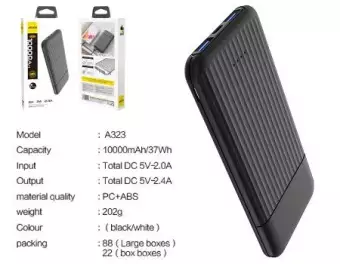 10000mAh
Model : A323
Capacity : 10000mAh/37Wh
Input : Total DC 5V-2.0A
Output : Total DC 5V-2.4A
material quality : PC+ABS
weight : 202g
Colour : ( black/white )
packing : 88 ( Large boxes )
22 ( box boxes )